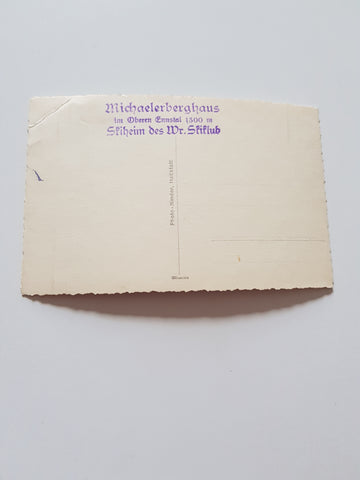 Michaelerberghaus
im Oberen Ennstal 1500 m
Skiheim des Wr. Skiklub